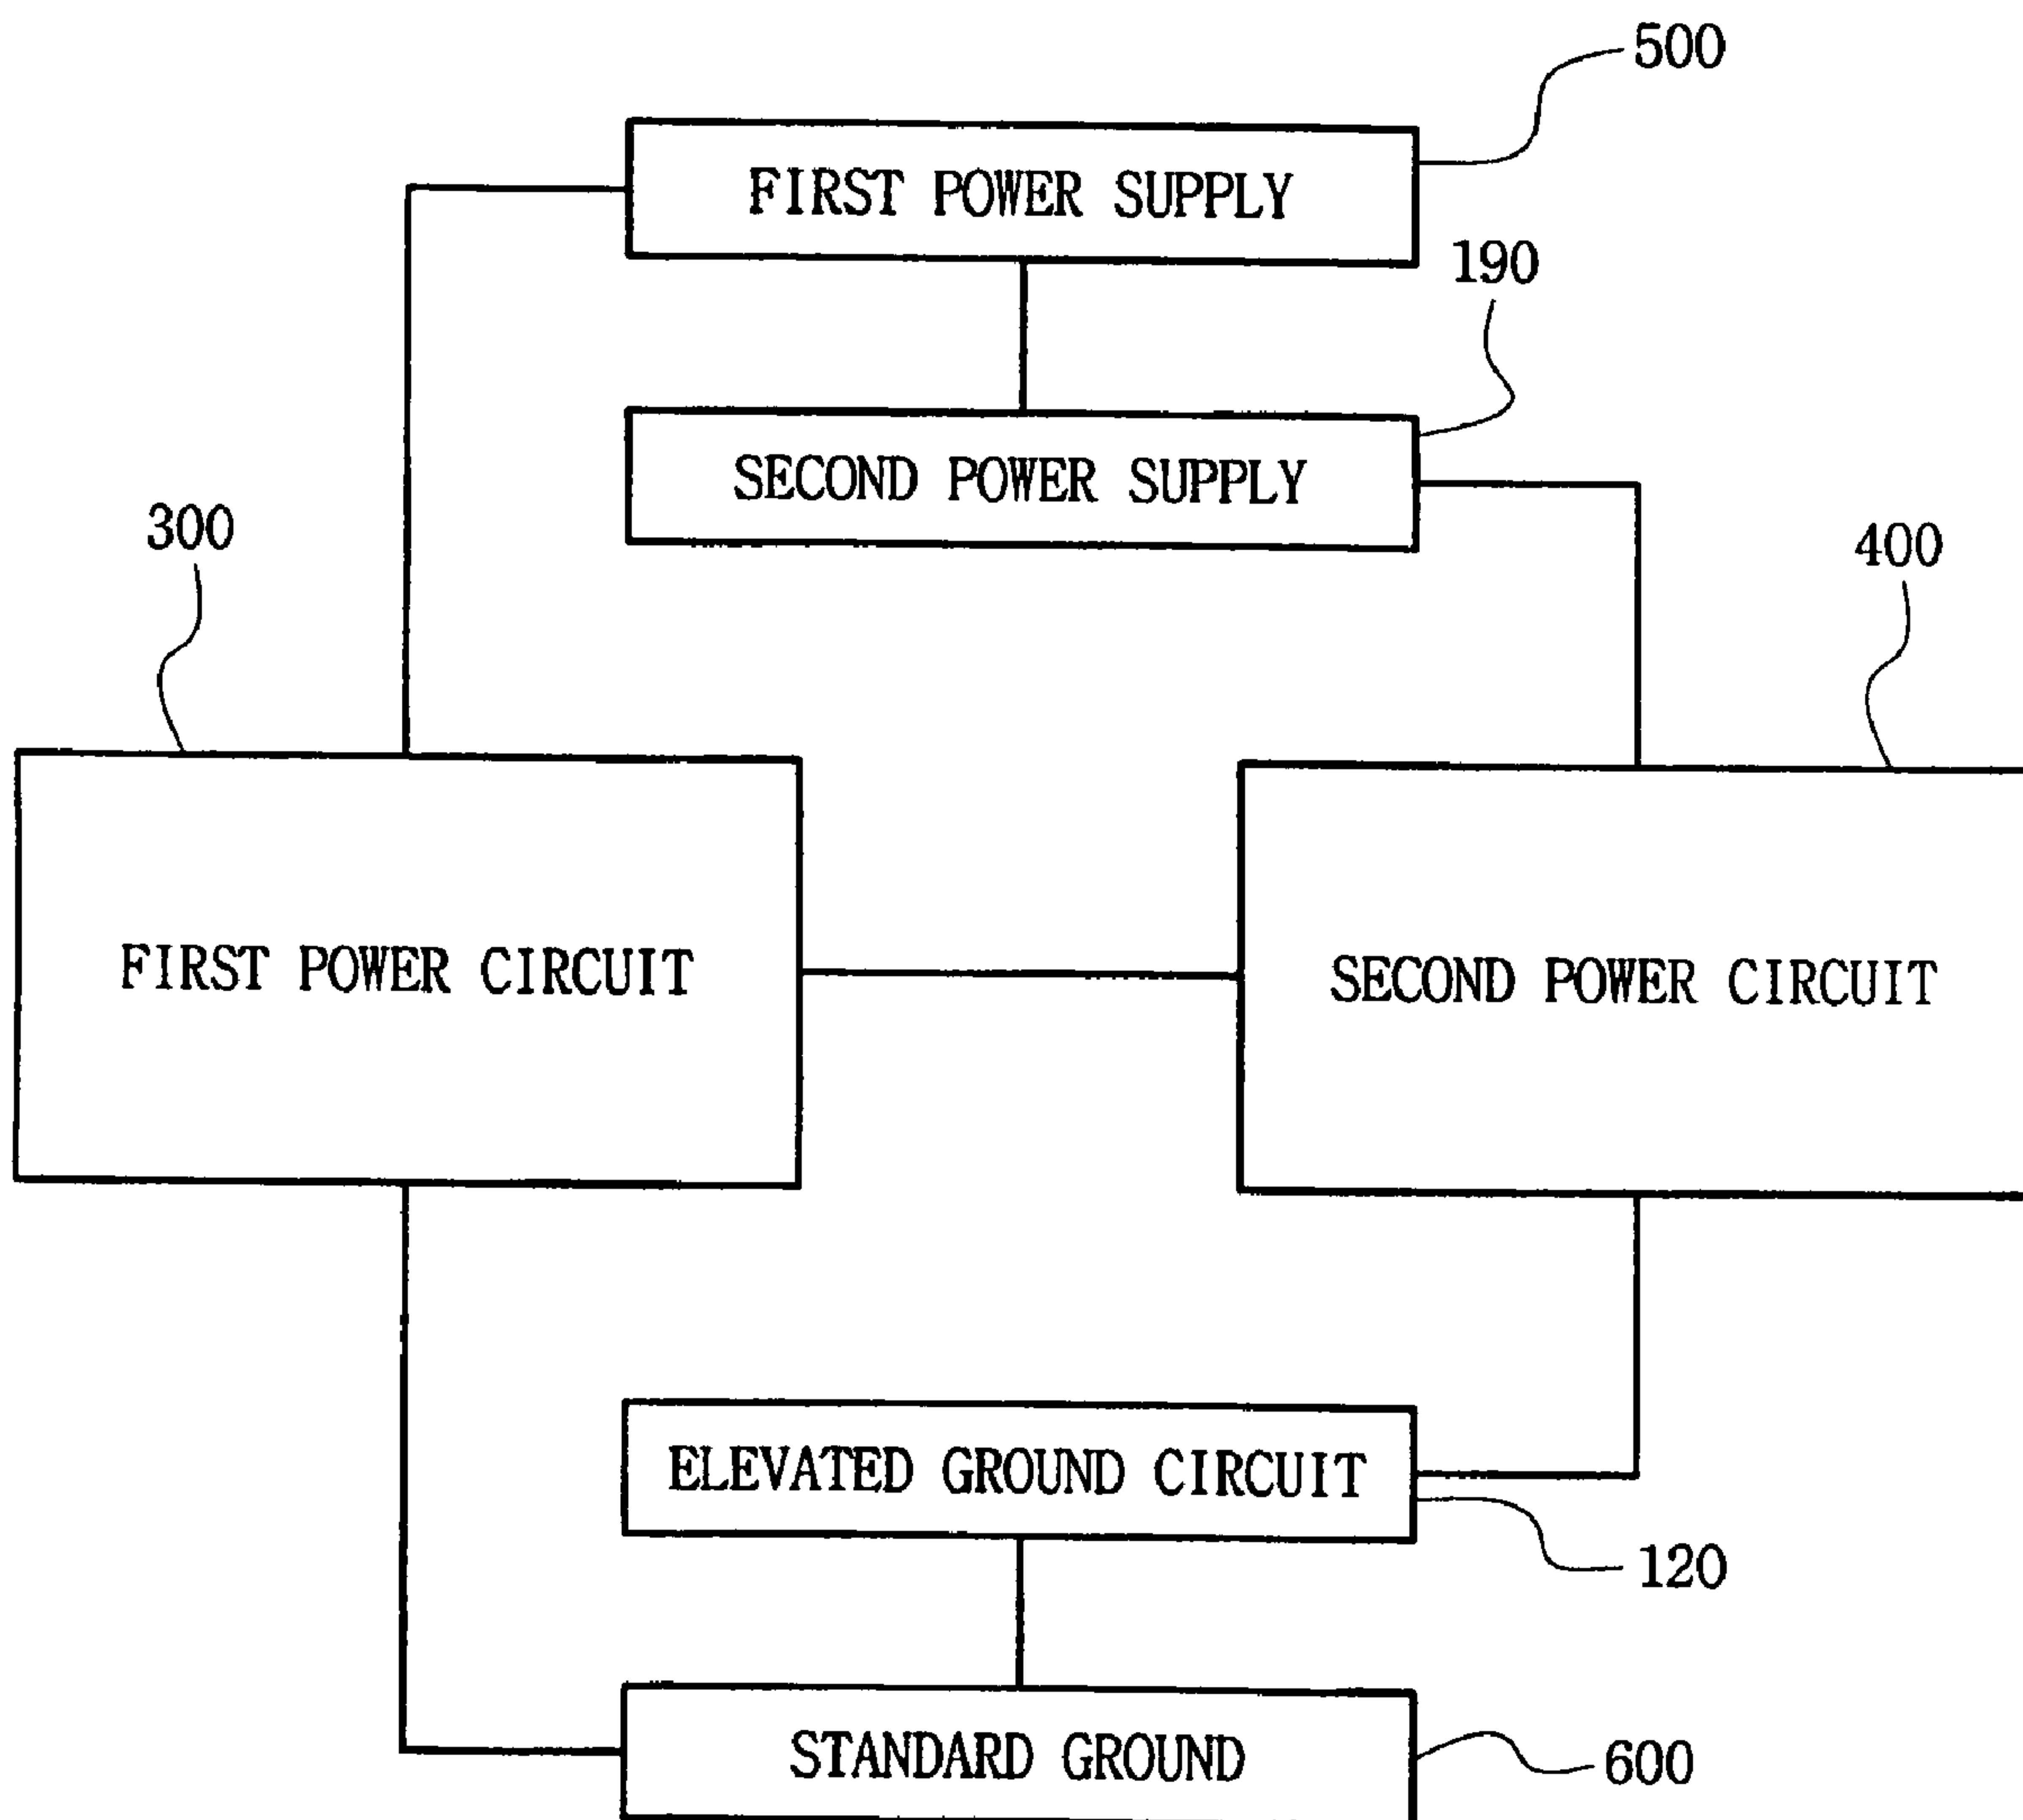 500
FIRST POWER SUPPLY
190
SECOND POWER SUPPLY
300
400
FIRST POWER CIRCUIT
SECOND POWER CIRCUIT
ELEVATED GROUND CIRCUIT
120
STANDARD GROUND
600